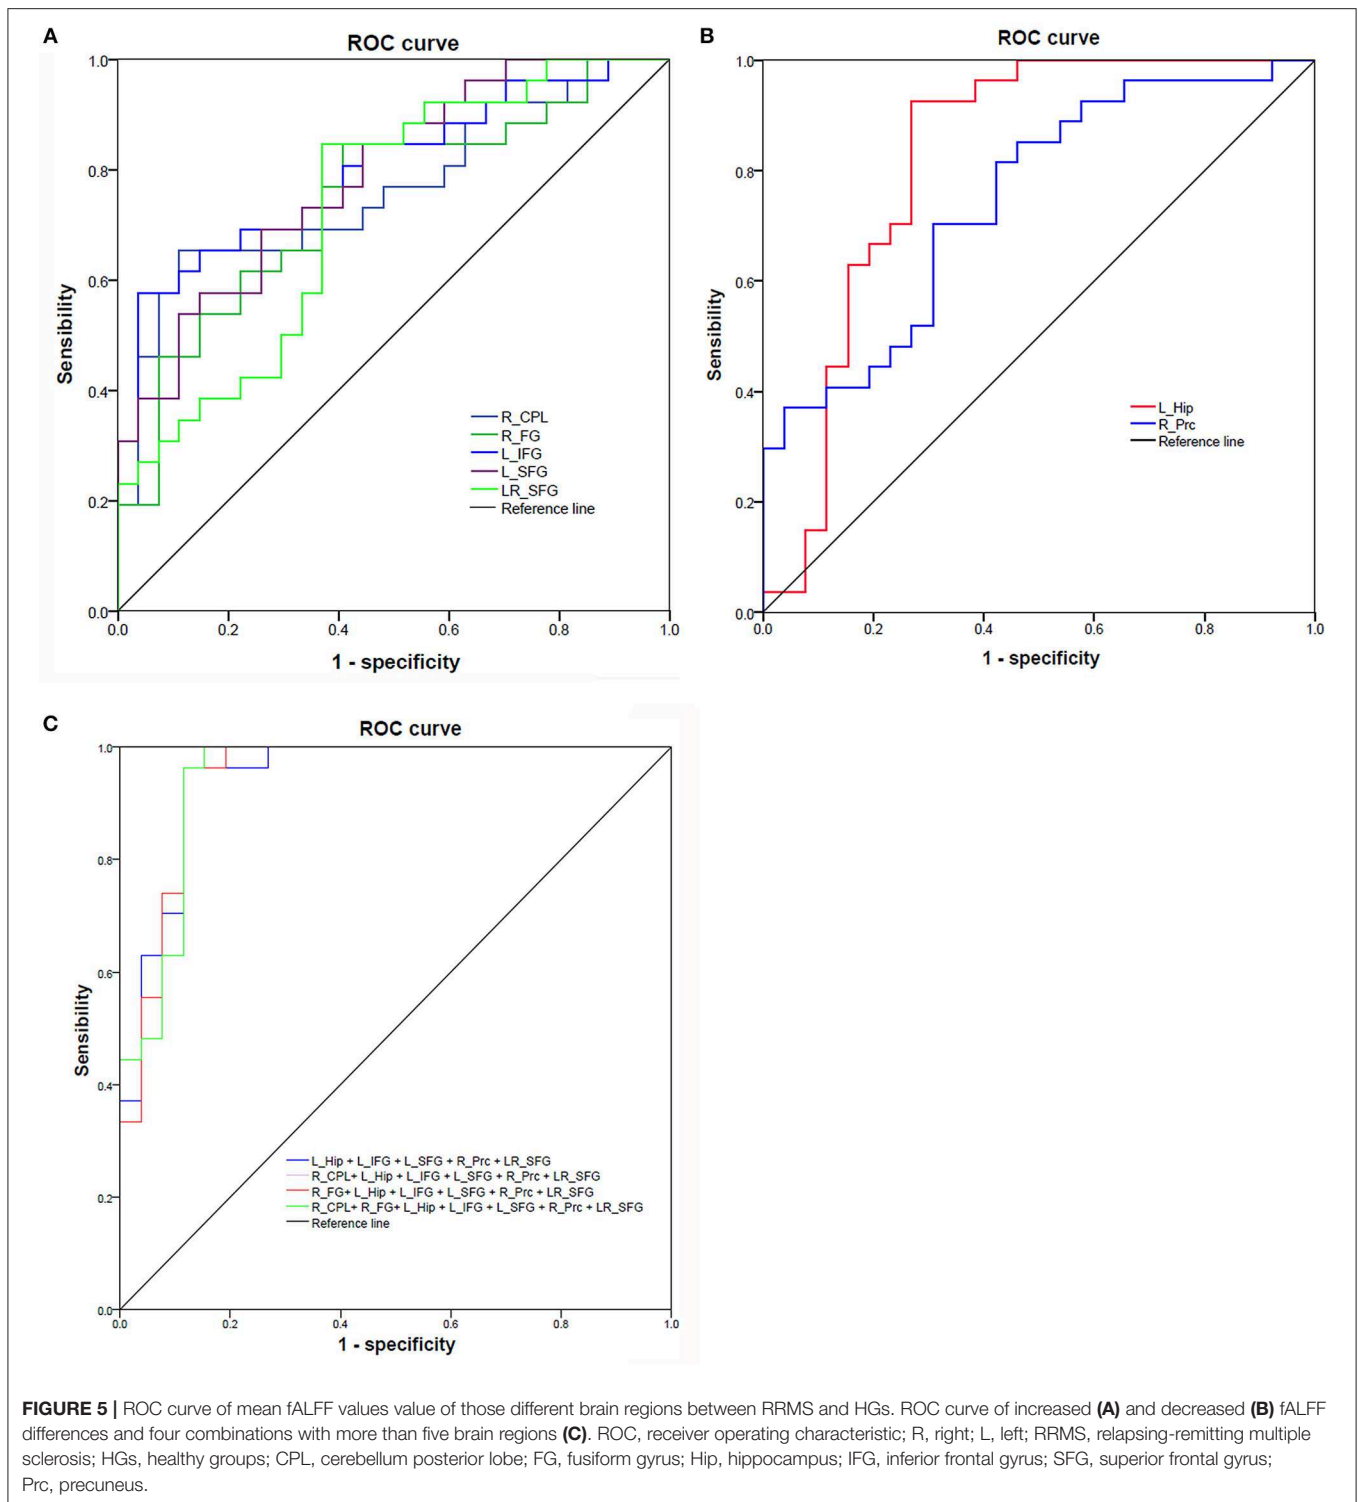 A
ROC curve
1.0
0.8
0.6
0.4
0.2
0.0
Sensibility
R_CPL
R_FG
L_IFG
L_SFG
LR_SFG
Reference line
0.0 0.2 0.4 0.6 0.8 1.0
1 - specificity
B
ROC curve
1.0
0.8
0.6
0.4
0.2
0.0
Sensibility
L_Hip
R_Prc
Reference line
0.0 0.2 0.4 0.6 0.8 1.0
1 - specificity
C
ROC curve
1.0
0.8
0.6
0.4
0.2
0.0
Sensibility
L_Hip + L_IFG + L_SFG + R_Prc + LR_SFG
R_CPL+ L_Hip + L_IFG + L_SFG + R_Prc + LR_SFG
R_FG+ L_Hip + L_IFG + L_SFG + R_Prc + LR_SFG
R_CPL+ R_FG+ L_Hip + L_IFG + L_SFG + R_Prc + LR_SFG
Reference line
0.0 0.2 0.4 0.6 0.8 1.0
1 - specificity
FIGURE 5 | ROC curve of mean fALFF values value of those different brain regions between RRMS and HGs. ROC curve of increased (A) and decreased (B) fALFF
differences and four combinations with more than five brain regions (C). ROC, receiver operating characteristic; R, right; L, left; RRMS, relapsing-remitting multiple
sclerosis; HGs, healthy groups; CPL, cerebellum posterior lobe; FG, fusiform gyrus; Hip, hippocampus; IFG, inferior frontal gyrus; SFG, superior frontal gyrus;
Prc, precuneus.